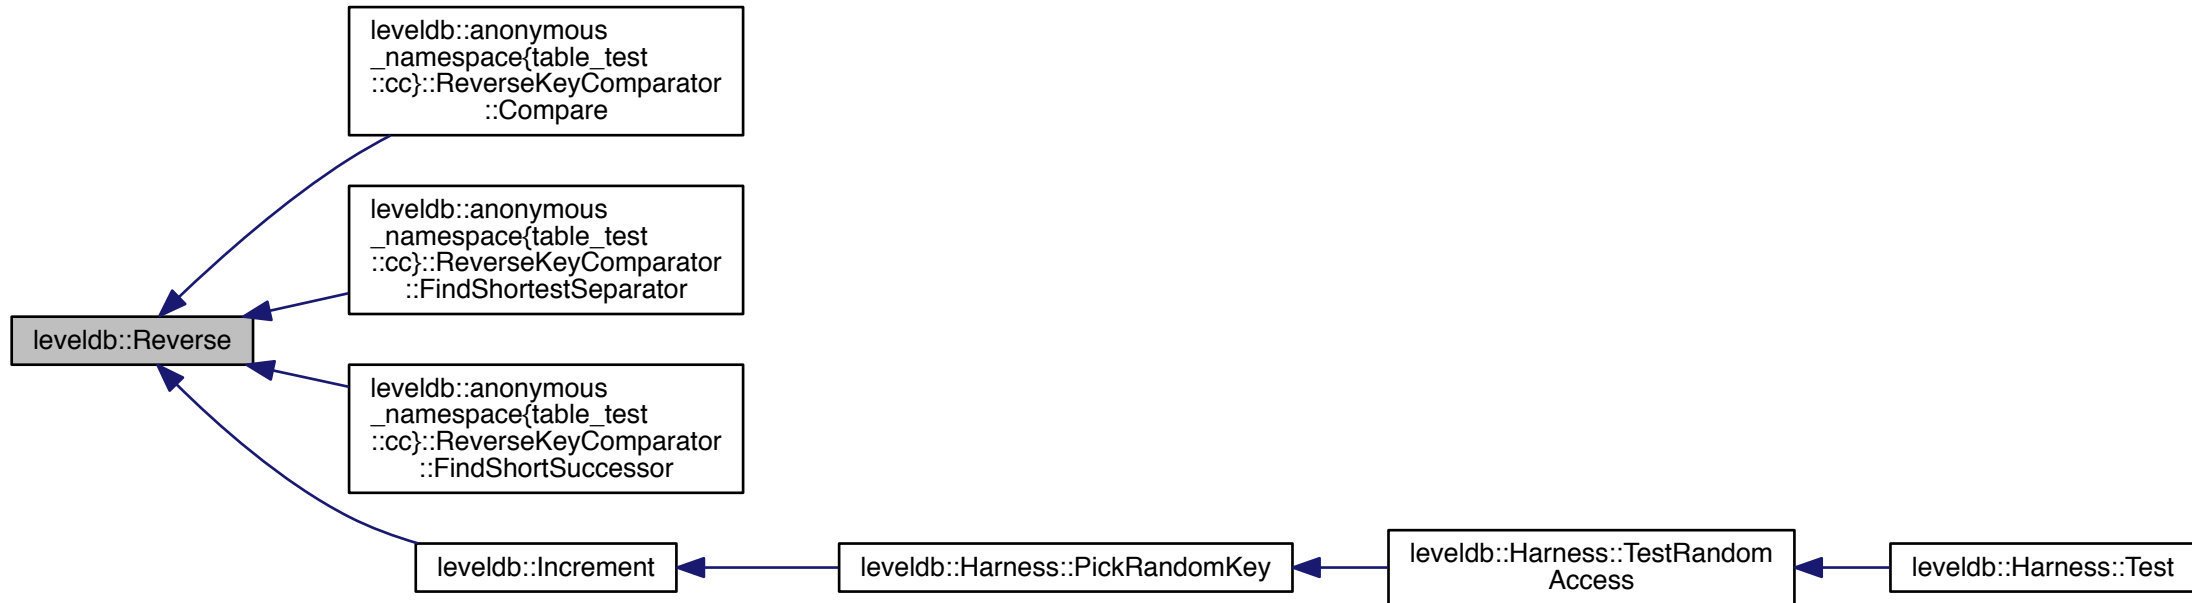 leveldb::anonymous
_namespace{table_test
::cc}::ReverseKeyComparator
::Compare
leveldb::anonymous
_namespace{table_test
::cc}::ReverseKeyComparator
::FindShortestSeparator
leveldb::Reverse
leveldb::anonymous
_namespace{table_test
::cc}::ReverseKeyComparator
::FindShortSuccessor
leveldb::Increment
leveldb::Harness::PickRandomKey
leveldb::Harness::TestRandom
Access
leveldb::Harness::Test